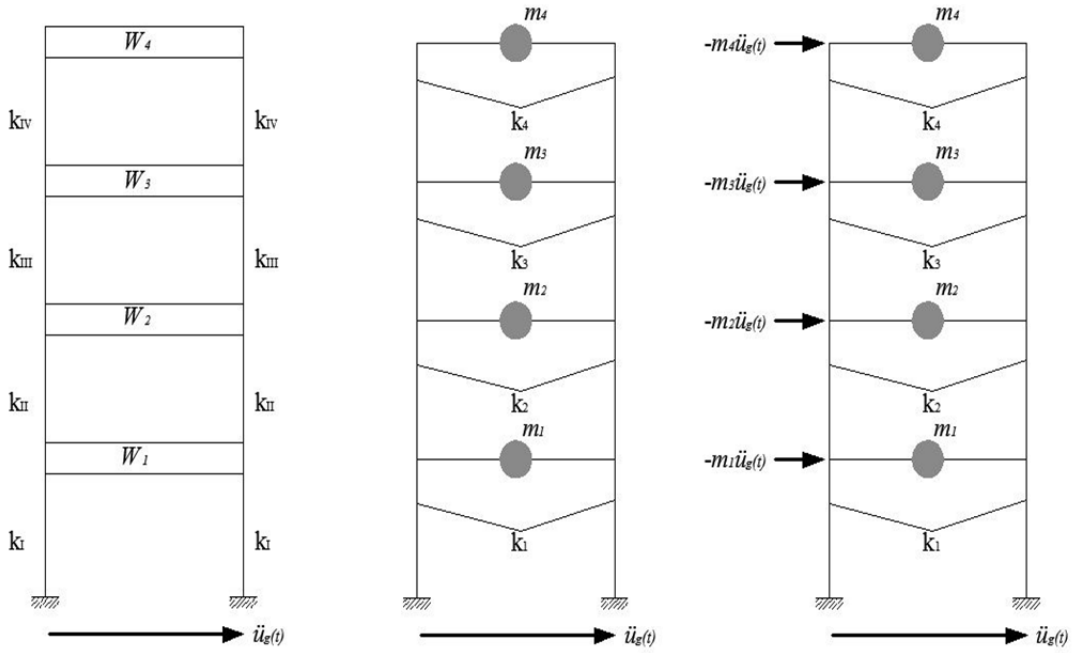 W4
kIV kIV
W3
kIII kIII
W2
kII kII
W1
kI kI
üg(t)
m4
k4
m3
k3
m2
k2
m1
k1
üg(t)
m4
-m4üg(t)
k4
m3
-m3üg(t)
k3
m2
-m2üg(t)
k2
m1
-m1üg(t)
k1
üg(t)